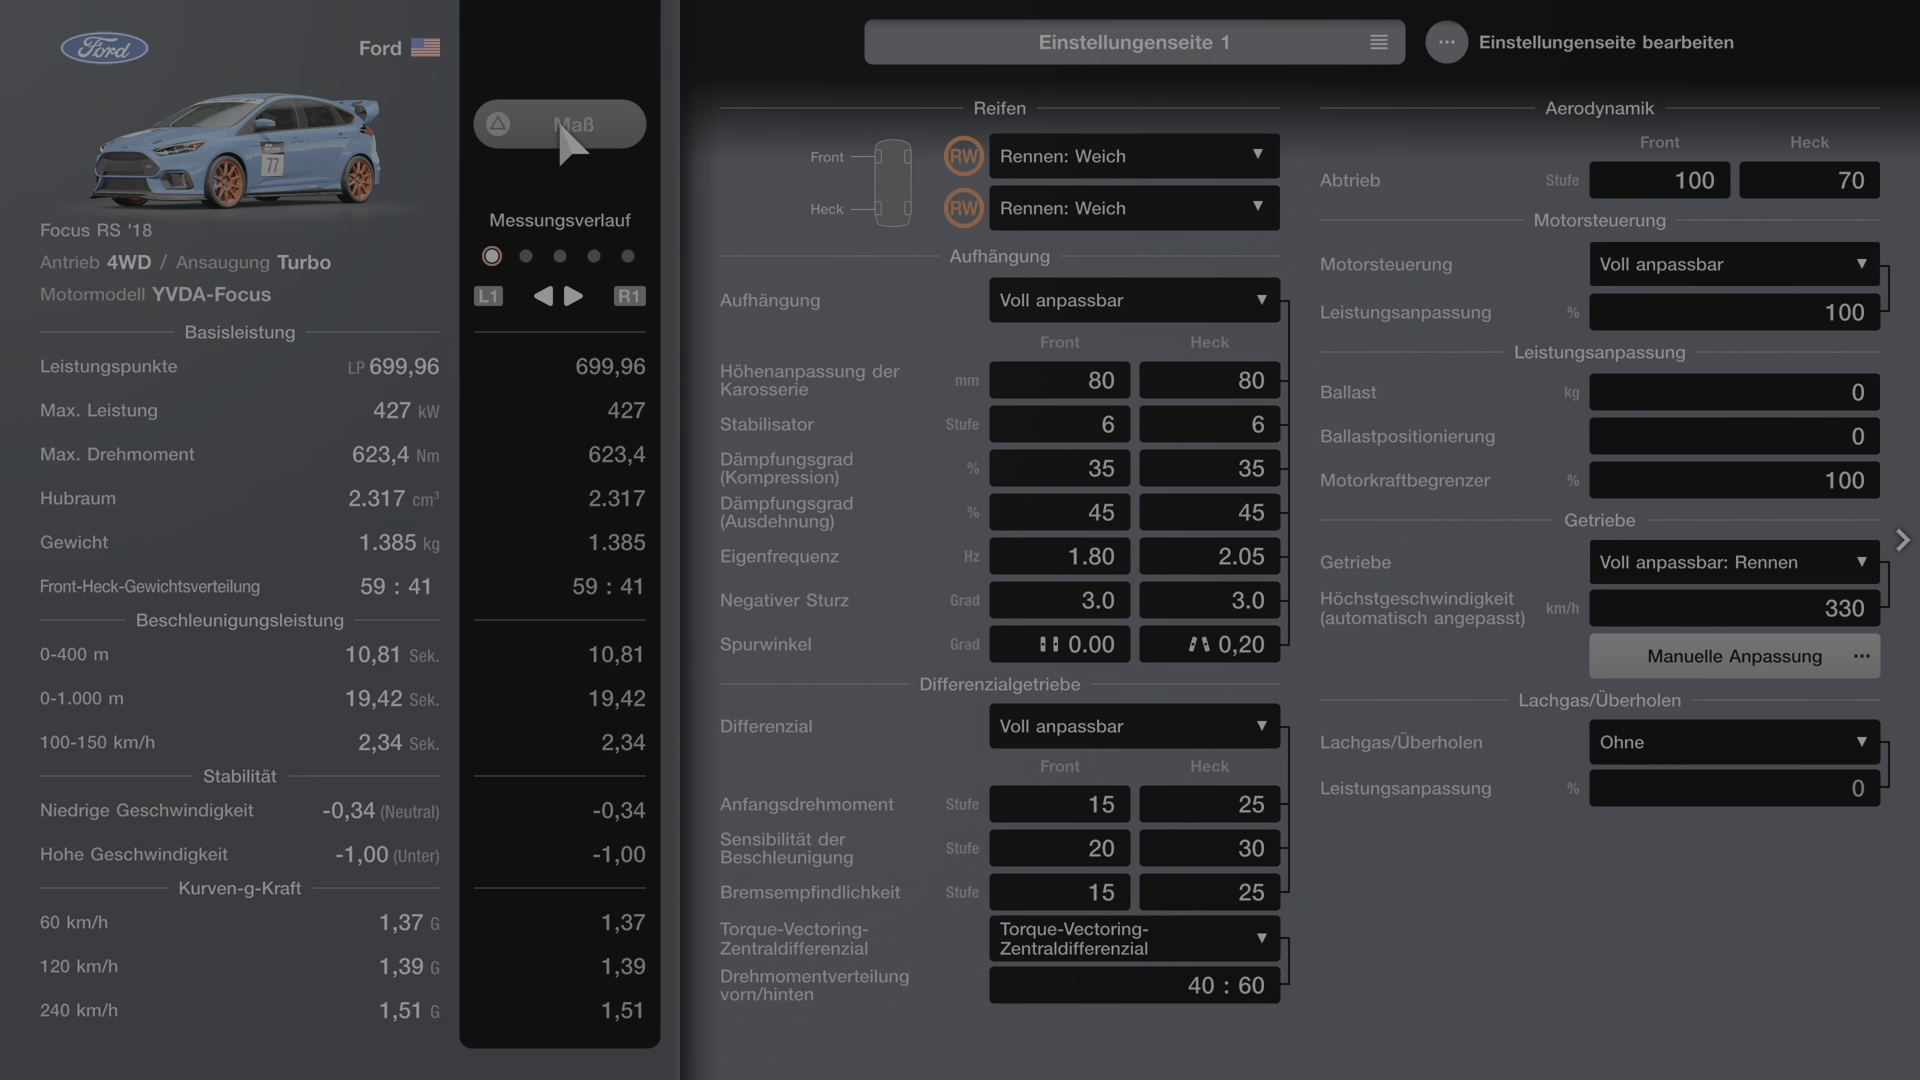 Ford
Ford
77
Focus RS '18
Antrieb 4WD / Ansaugung Turbo
Motormodell YVDA-Focus
Basisleistung
Leistungspunkte LP 699,96
Max. Leistung 427 kW
Max. Drehmoment 623,4 Nm
Hubraum 2.317 cm³
Gewicht 1.385 kg
Front-Heck-Gewichtsverteilung 59 : 41
Beschleunigungsleistung
0-400 m 10,81 Sek.
0-1.000 m 19,42 Sek.
100-150 km/h 2,34 Sek.
Stabilität
Niedrige Geschwindigkeit -0,34 (Neutral)
Hohe Geschwindigkeit -1,00 (Unter)
Kurven-g-Kraft
60 km/h 1,37 G
120 km/h 1,39 G
240 km/h 1,51 G
Maß
Messungsverlauf
L1 R1
699,96
427
623,4
2.317
1.385
59 : 41
10,81
19,42
2,34
-0,34
-1,00
1,37
1,39
1,51
Einstellungenseite 1
Einstellungenseite bearbeiten
Reifen
Front RW Rennen: Weich
Heck RW Rennen: Weich
Aufhängung
Aufhängung Voll anpassbar
Front Heck
Höhenanpassung der
Karosserie mm 80 80
Stabilisator Stufe 6 6
Dämpfungsgrad
(Kompression) % 35 35
Dämpfungsgrad
(Ausdehnung) % 45 45
Eigenfrequenz Hz 1.80 2.05
Negativer Sturz Grad 3.0 3.0
Spurwinkel Grad 0.00 0,20
Differenzialgetriebe
Differenzial Voll anpassbar
Front Heck
Anfangsdrehmoment Stufe 15 25
Sensibilität der
Beschleunigung Stufe 20 30
Bremsempfindlichkeit Stufe 15 25
Torque-Vectoring-
Zentraldifferenzial
Torque-Vectoring-
Zentraldifferenzial
Drehmomentverteilung
vorn/hinten 40 : 60
Aerodynamik
Front Heck
Abtrieb Stufe 100 70
Motorsteuerung
Motorsteuerung Voll anpassbar
Leistungsanpassung % 100
Leistungsanpassung
Ballast kg 0
Ballastpositionierung 0
Motorkraftbegrenzer % 100
Getriebe
Getriebe Voll anpassbar: Rennen
Höchstgeschwindigkeit
(automatisch angepasst) km/h 330
Manuelle Anpassung
Lachgas/Überholen
Lachgas/Überholen Ohne
Leistungsanpassung % 0